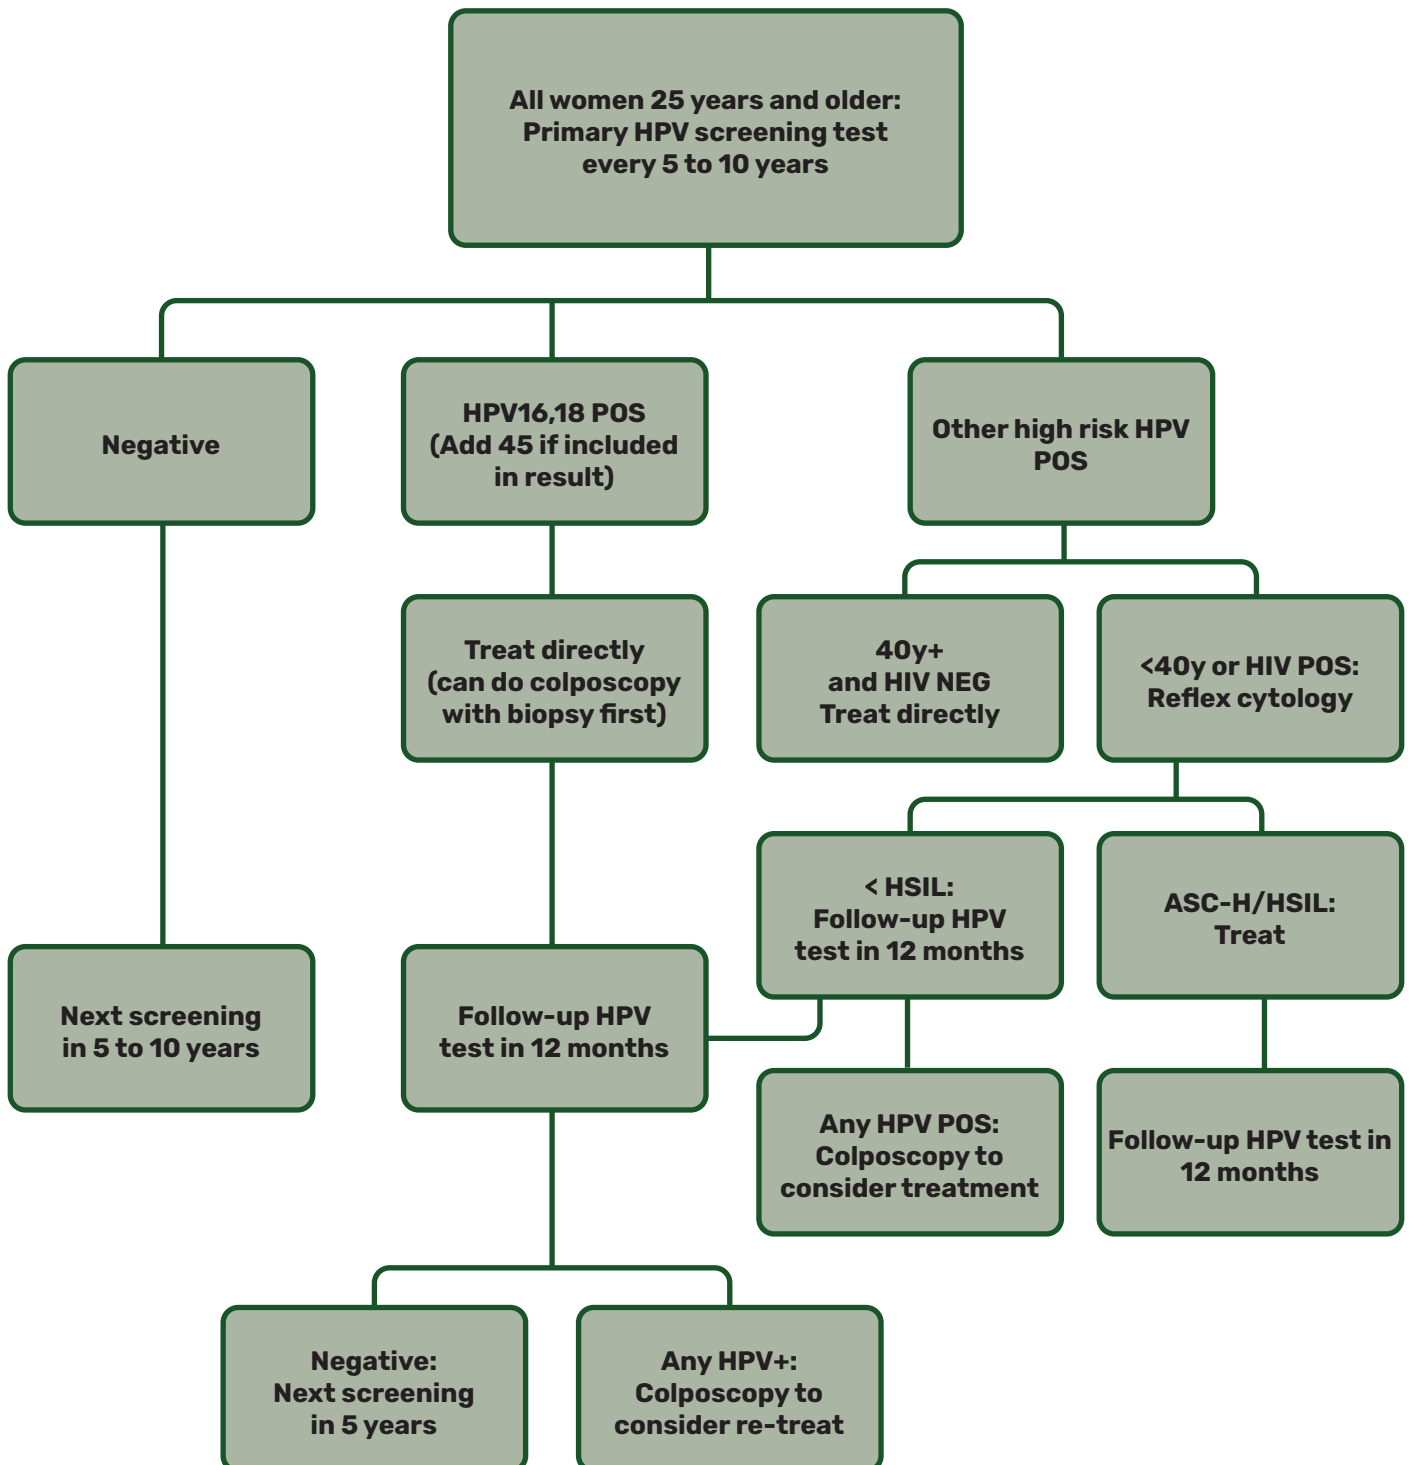 All women 25 years and older:
Primary HPV screening test
every 5 to 10 years
Negative
HPV16,18 POS
(Add 45 if included
in result)
Other high risk HPV
POS
Treat directly
(can do colposcopy
with biopsy first)
40y+
and HIV NEG
Treat directly
<40y or HIV POS:
Reflex cytology
< HSIL:
Follow-up HPV
test in 12 months
ASC-H/HSIL:
Treat
Next screening
in 5 to 10 years
Follow-up HPV
test in 12 months
Any HPV POS:
Colposcopy to
consider treatment
Follow-up HPV test in
12 months
Negative:
Next screening
in 5 years
Any HPV+:
Colposcopy to
consider re-treat